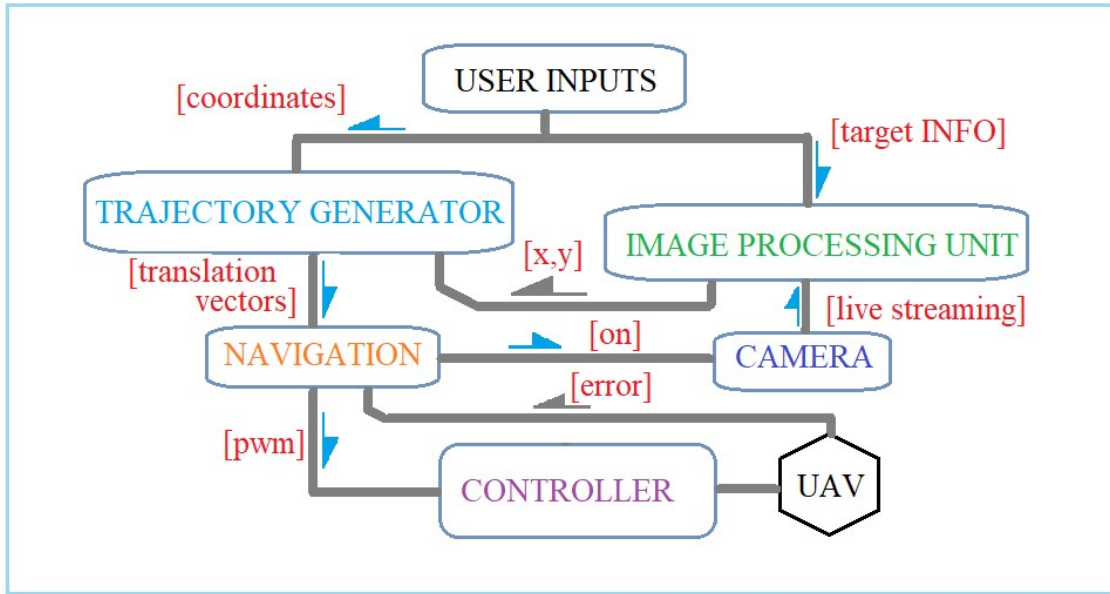 USER INPUTS
[coordinates]
[target INFO]
TRAJECTORY GENERATOR
IMAGE PROCESSING UNIT
[x,y]
[translation
vectors]
[live streaming]
NAVIGATION
[on]
CAMERA
[error]
[pwm]
CONTROLLER
UAV